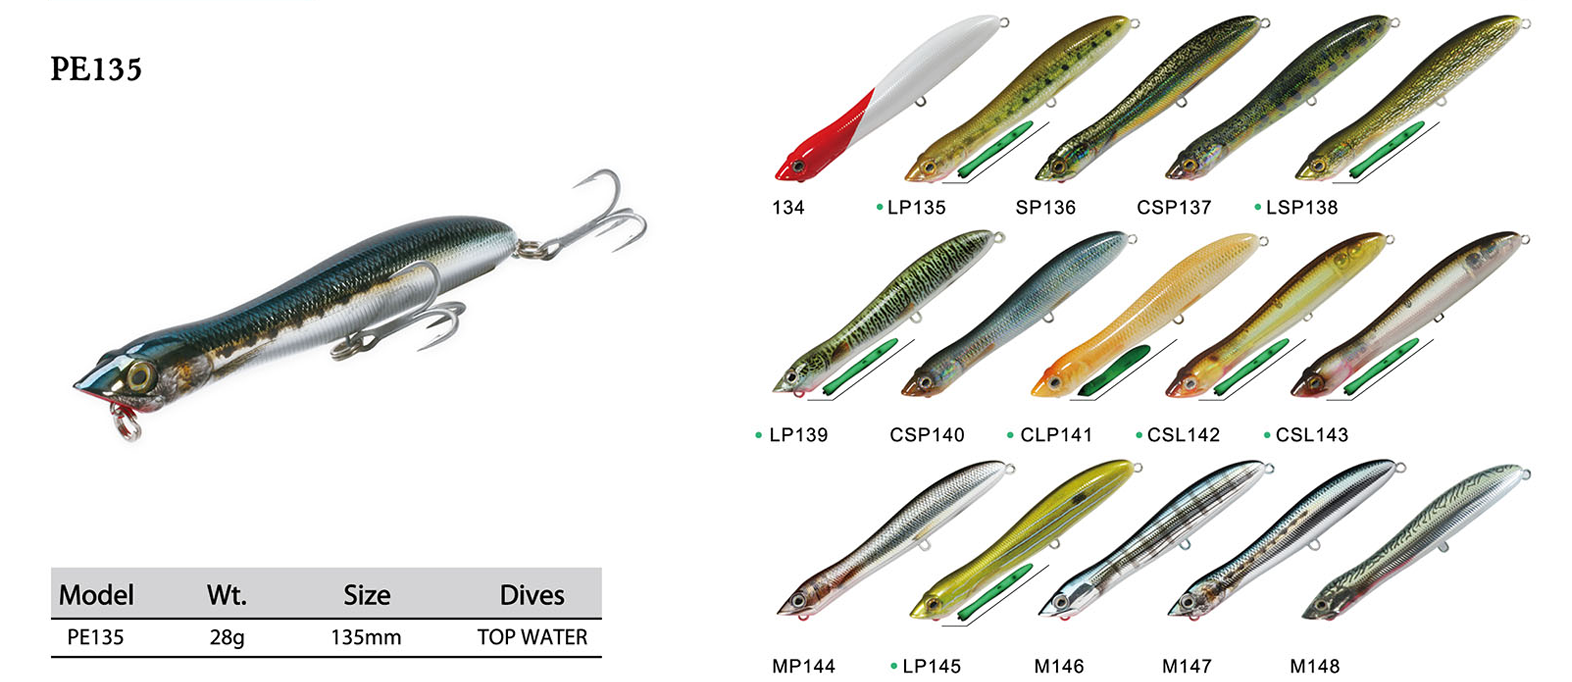 PE135
Model Wt. Size Dives
PE135 28g 135mm TOP WATER
134 • LP135 SP136 CSP137 • LSP138
• LP139 CSP140 • CLP141 • CSL142 • CSL143
MP144 • LP145 M146 M147 M148